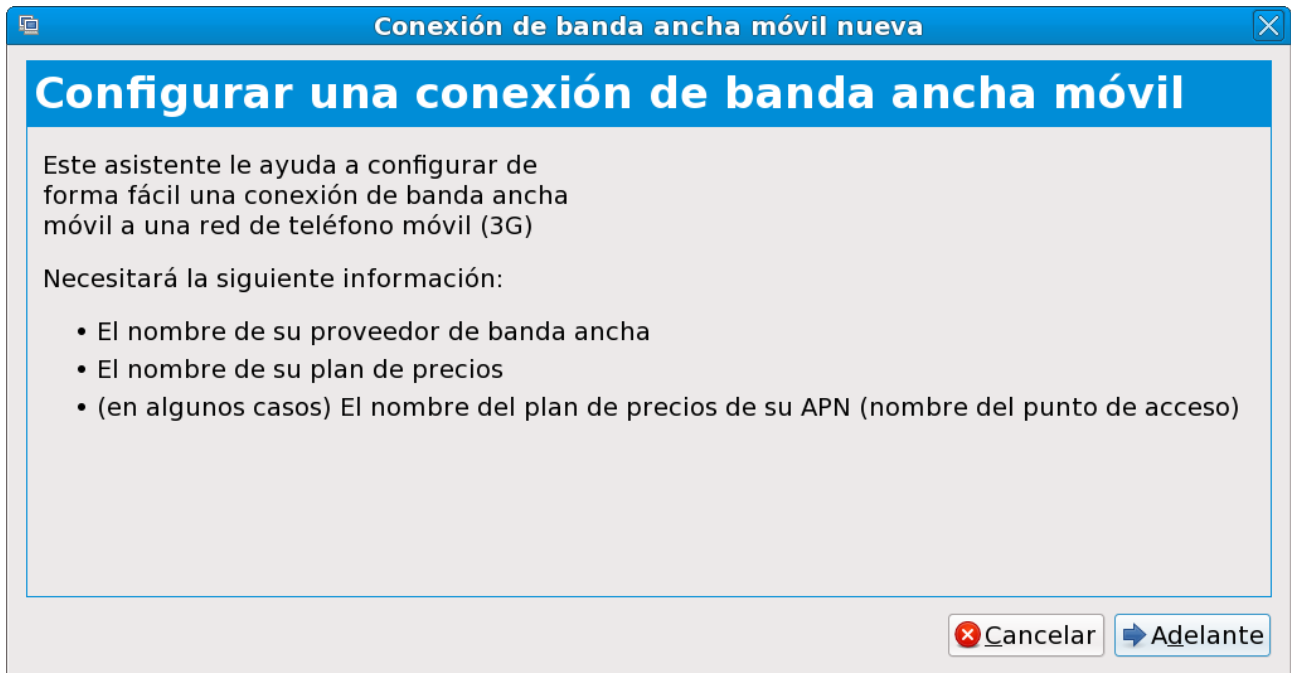 Conexión de banda ancha móvil nueva
Configurar una conexión de banda ancha móvil
Este asistente le ayuda a configurar de
forma fácil una conexión de banda ancha
móvil a una red de teléfono móvil (3G)
Necesitará la siguiente información:
• El nombre de su proveedor de banda ancha
• El nombre de su plan de precios
• (en algunos casos) El nombre del plan de precios de su APN (nombre del punto de acceso)
Cancelar Adelante